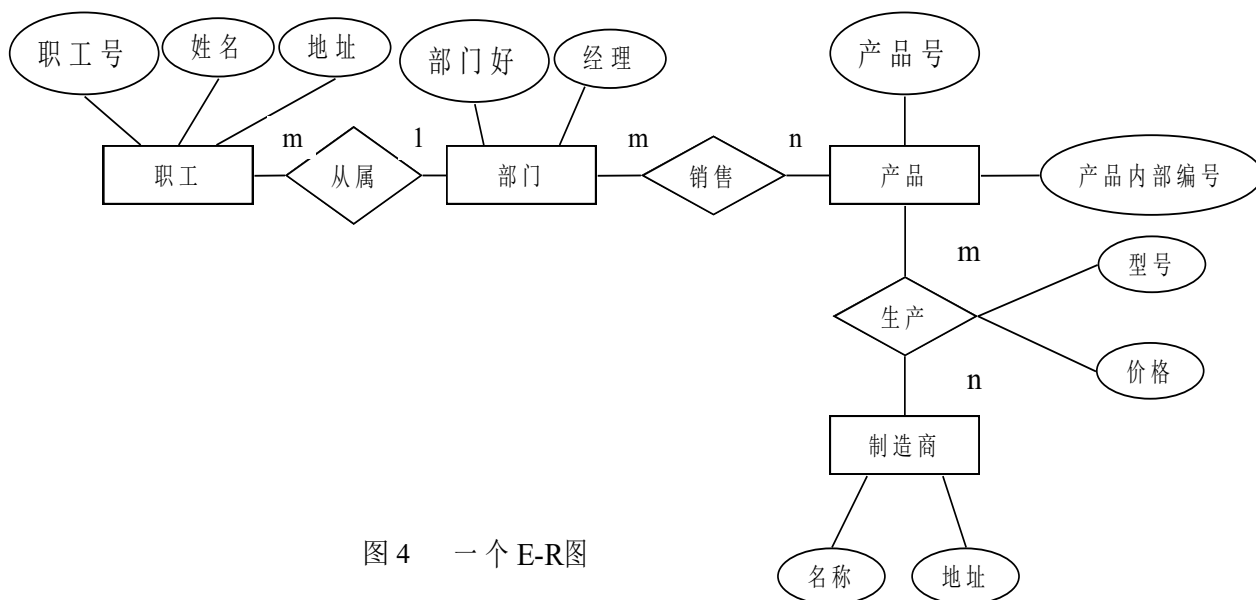 职工号
姓名
地址
部门好
经理
产品号
m
1
m
n
职工
从属
部门
销售
产品
产品内部编号
m
型号
生产
价格
n
制造商
图 4 一个 E-R图
名称
地址